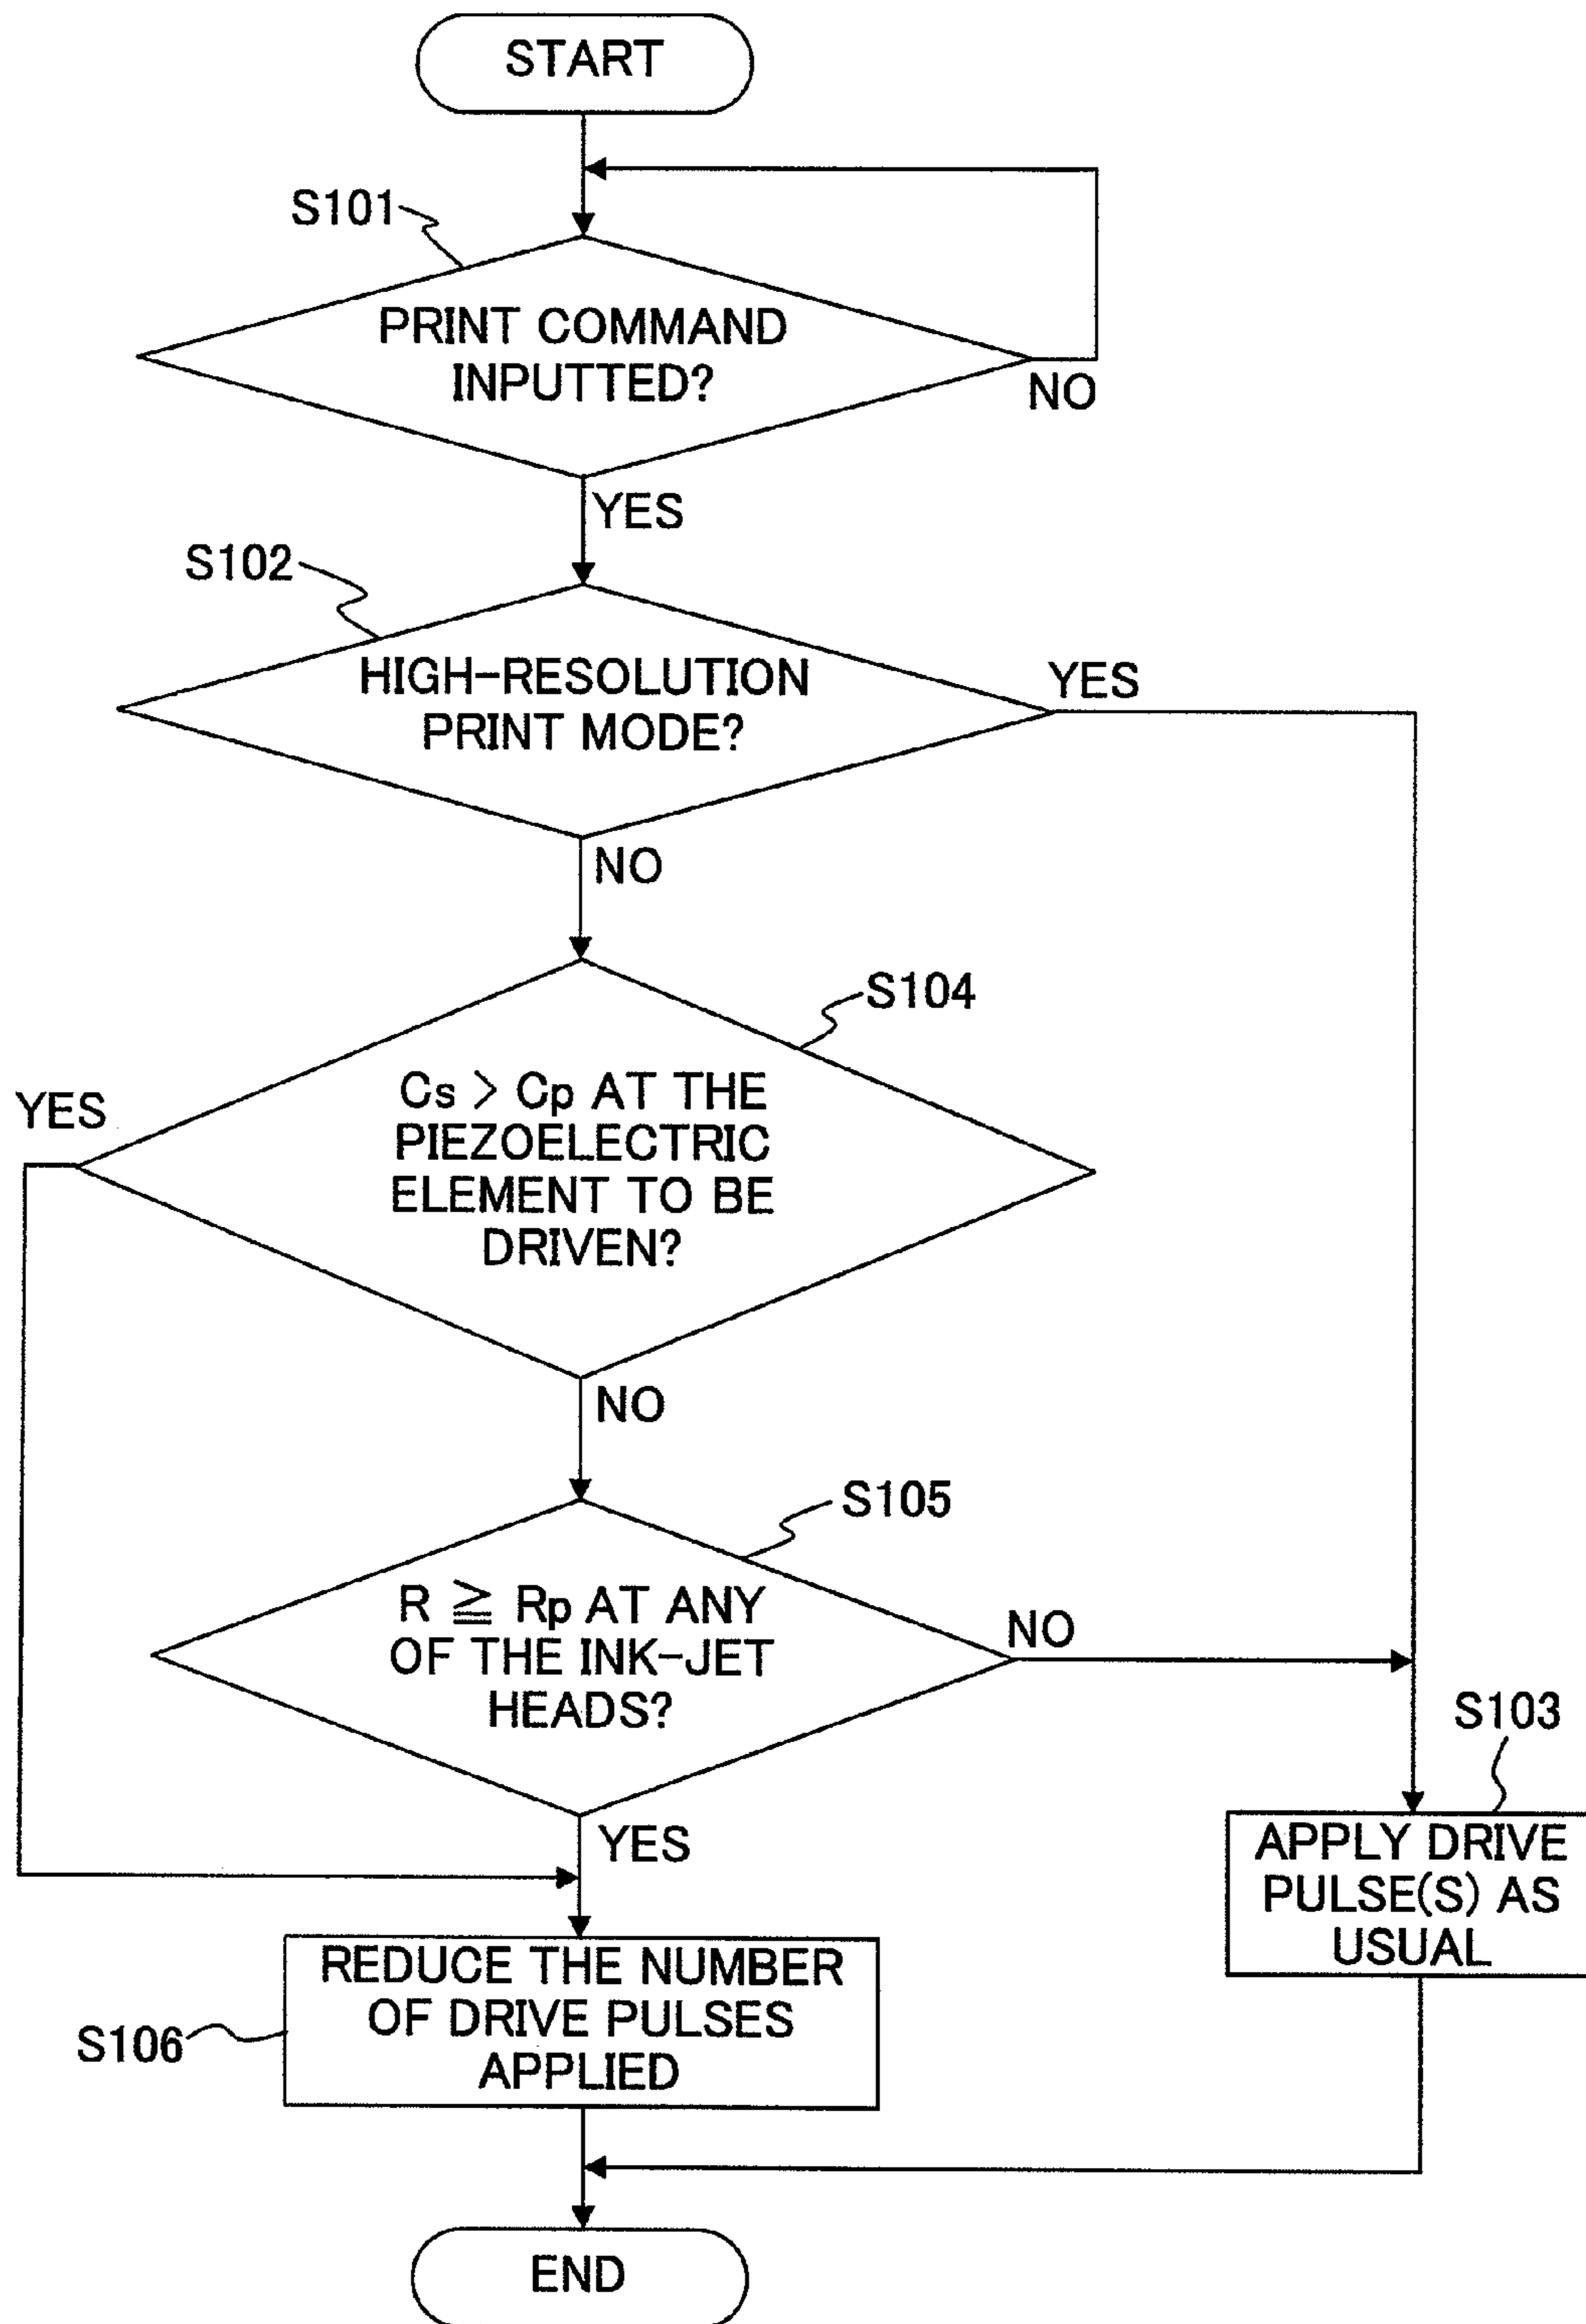 START
S101
PRINT COMMAND
INPUTTED?
NO
YES
S102
HIGH-RESOLUTION
PRINT MODE?
YES
NO
S104
Cs > Cp AT THE
PIEZOELECTRIC
ELEMENT TO BE
DRIVEN?
YES
NO
S105
R ≧ Rp AT ANY
OF THE INK-JET
HEADS?
NO
YES
S103
APPLY DRIVE
PULSE(S) AS
USUAL
REDUCE THE NUMBER
OF DRIVE PULSES
APPLIED
S106
END